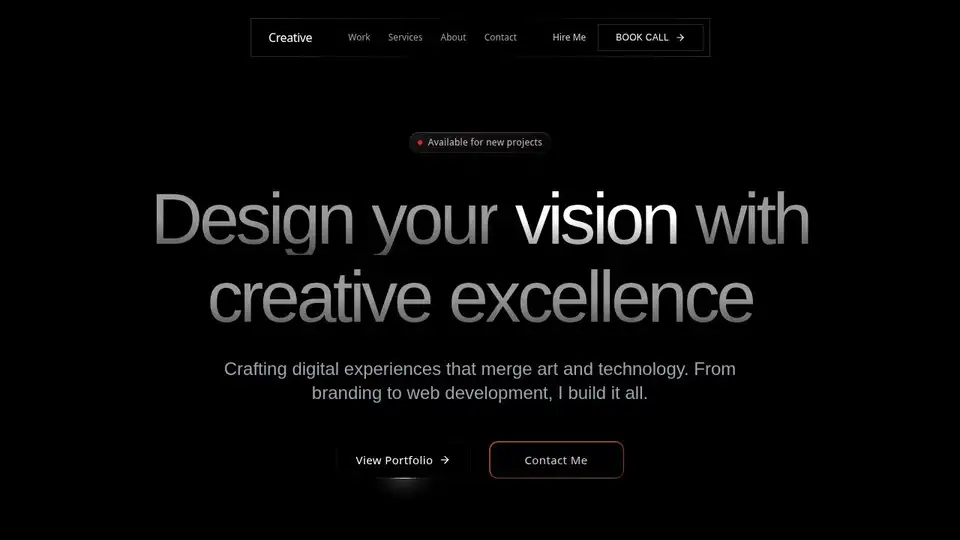 Creative
Work
Services
About
Contact
Hire Me
BOOK CALL
Available for new projects
Design your vision with
creative excellence
Crafting digital experiences that merge art and technology. From
branding to web development, I build it all.
View Portfolio
Contact Me